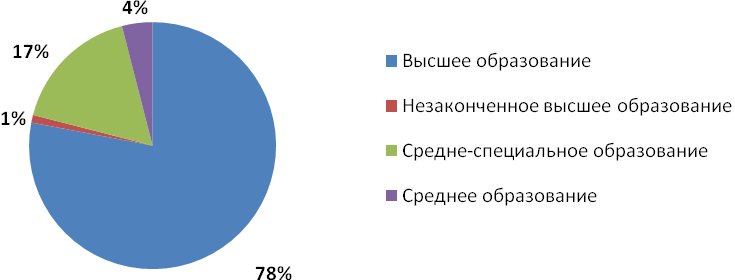 4%
17%
1%
78%
Высшее образование
Незаконченное высшее образование
Средне-специальное образование
Среднее образование